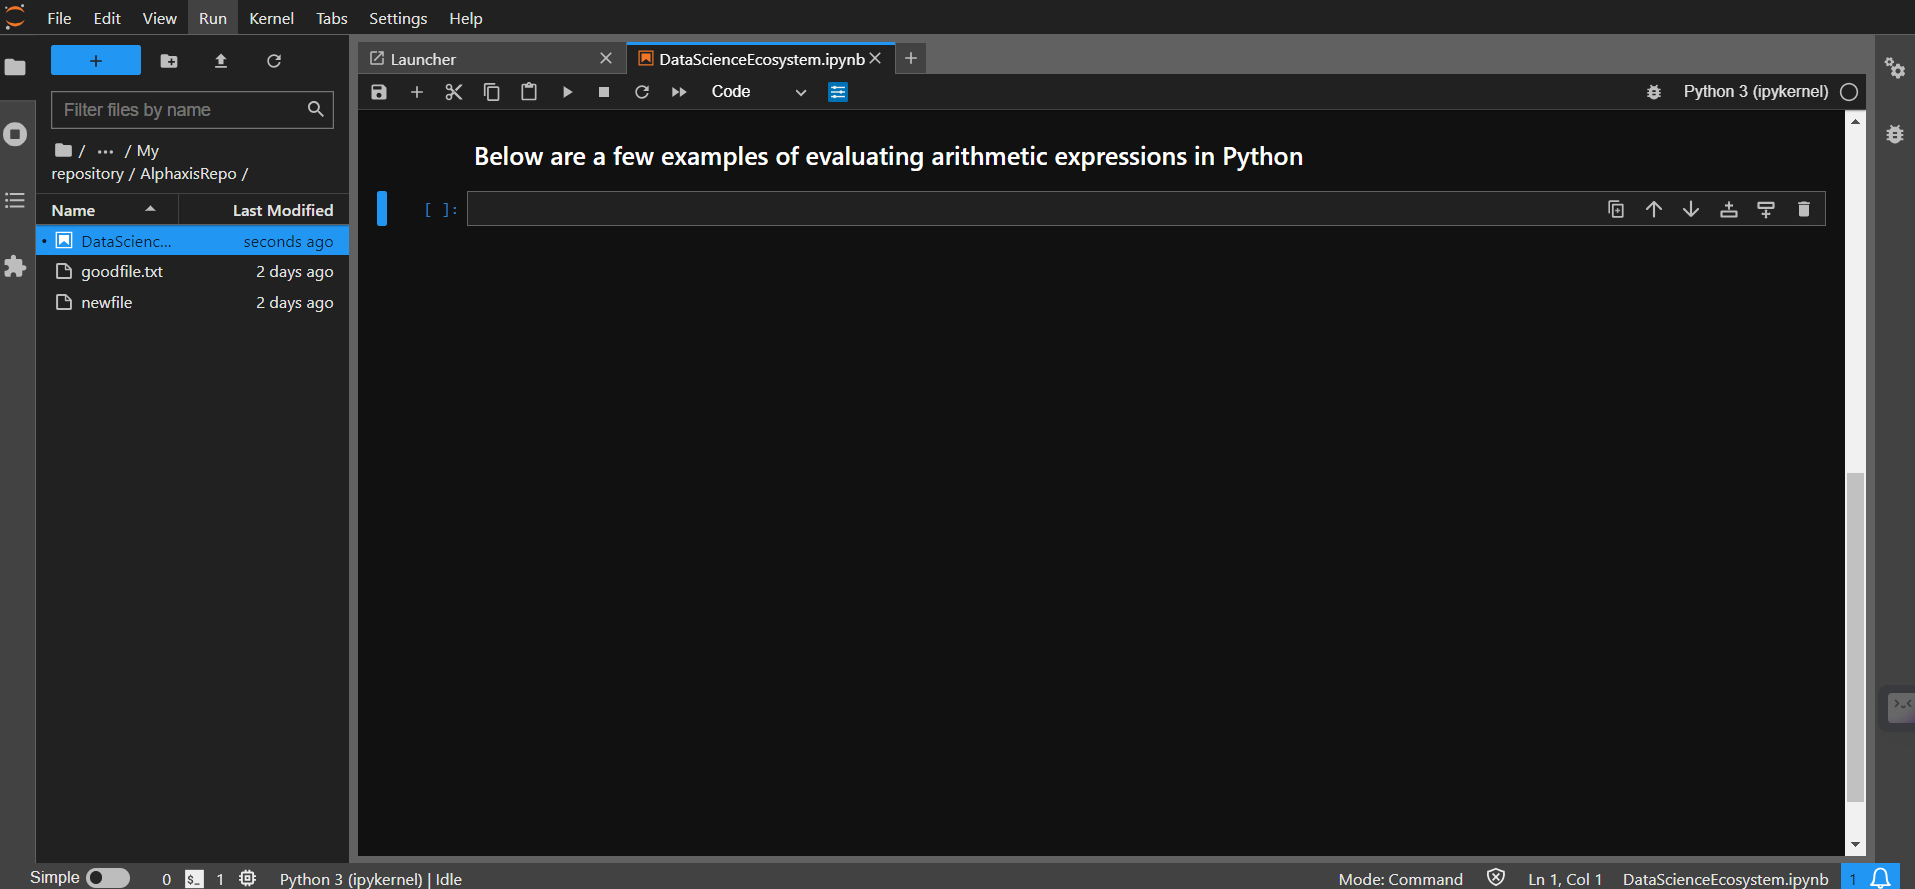 File Edit View Run Kernel Tabs Settings Help
Launcher DataScienceEcosystem.ipynb
Code Python 3 (ipykernel)
Filter files by name
/ ... / My
repository / AlphaxisRepo /
Name Last Modified
DataScienc... seconds ago
goodfile.txt 2 days ago
newfile 2 days ago
Below are a few examples of evaluating arithmetic expressions in Python
[ ]:
Simple 0 $_ 1 Python 3 (ipykernel) | Idle Mode: Command Ln 1, Col 1 DataScienceEcosystem.ipynb 1